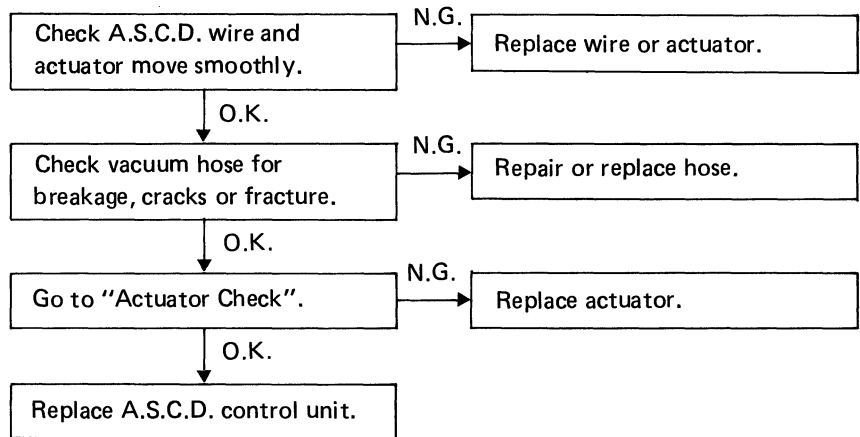 Check A.S.C.D. wire and
actuator move smoothly.
N.G.
Replace wire or actuator.
O.K.
Check vacuum hose for
breakage, cracks or fracture.
N.G.
Repair or replace hose.
O.K.
Go to "Actuator Check".
N.G.
Replace actuator.
O.K.
Replace A.S.C.D. control unit.